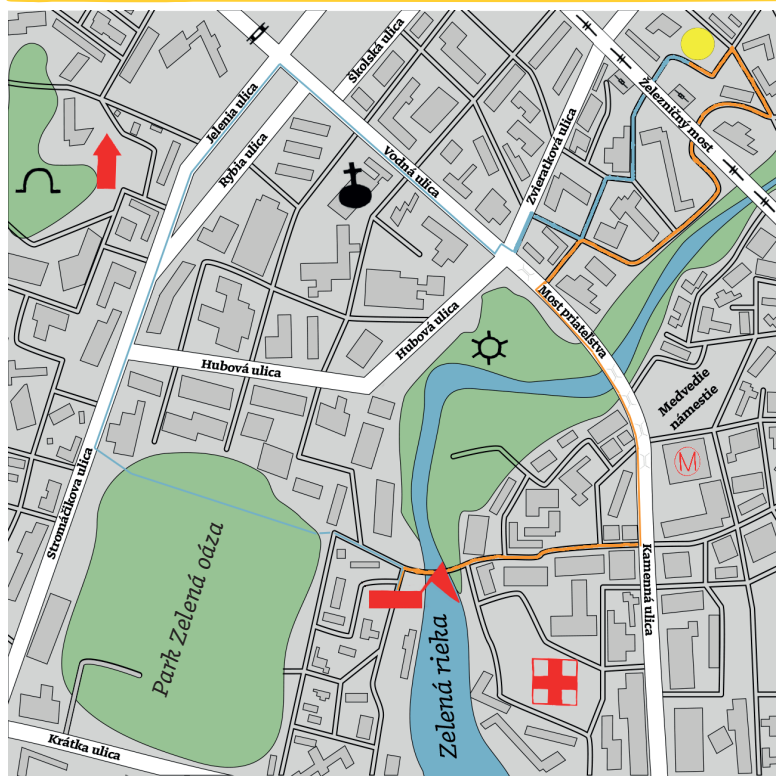 Školská ulica
Jelenia ulica
Rybia ulica
Vodná ulica
Zvieratková ulica
Železničný most
Hubová ulica
Hubová ulica
Most priateľstva
Medvedie
námestie
M
Stromáčikova ulica
Park Zelená oáza
Zelená rieka
Kamenná ulica
Krátka ulica